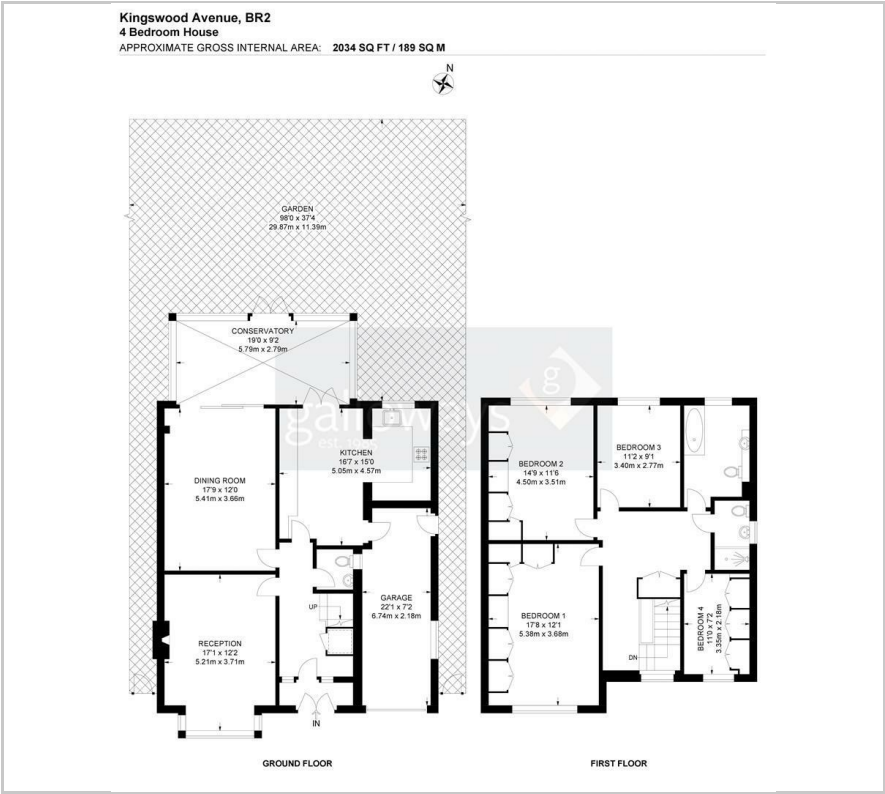 Kingswood Avenue, BR2
4 Bedroom House
APPROXIMATE GROSS INTERNAL AREA: 2034 SQ FT / 189 SQ M
N
GARDEN
98'0 x 37'4
29.87m x 11.39m
CONSERVATORY
19'0 x 9'2
5.79m x 2.79m
g
galloways
KITCHEN
16'7 x 15'0
5.05m x 4.57m
DINING ROOM
17'9 x 12'0
5.41m x 3.66m
BEDROOM 2
14'9 x 11'6
4.50m x 3.51m
BEDROOM 3
11'2 x 9'1
3.40m x 2.77m
GARAGE
22'1 x 7'2
6.74m x 2.18m
UP
RECEPTION
17'1 x 12'2
5.21m x 3.71m
IN
BEDROOM 1
17'8 x 12'1
5.38m x 3.68m
DN
BEDROOM 4
11'0 x 7'2
3.35m x 2.18m
GROUND FLOOR
FIRST FLOOR